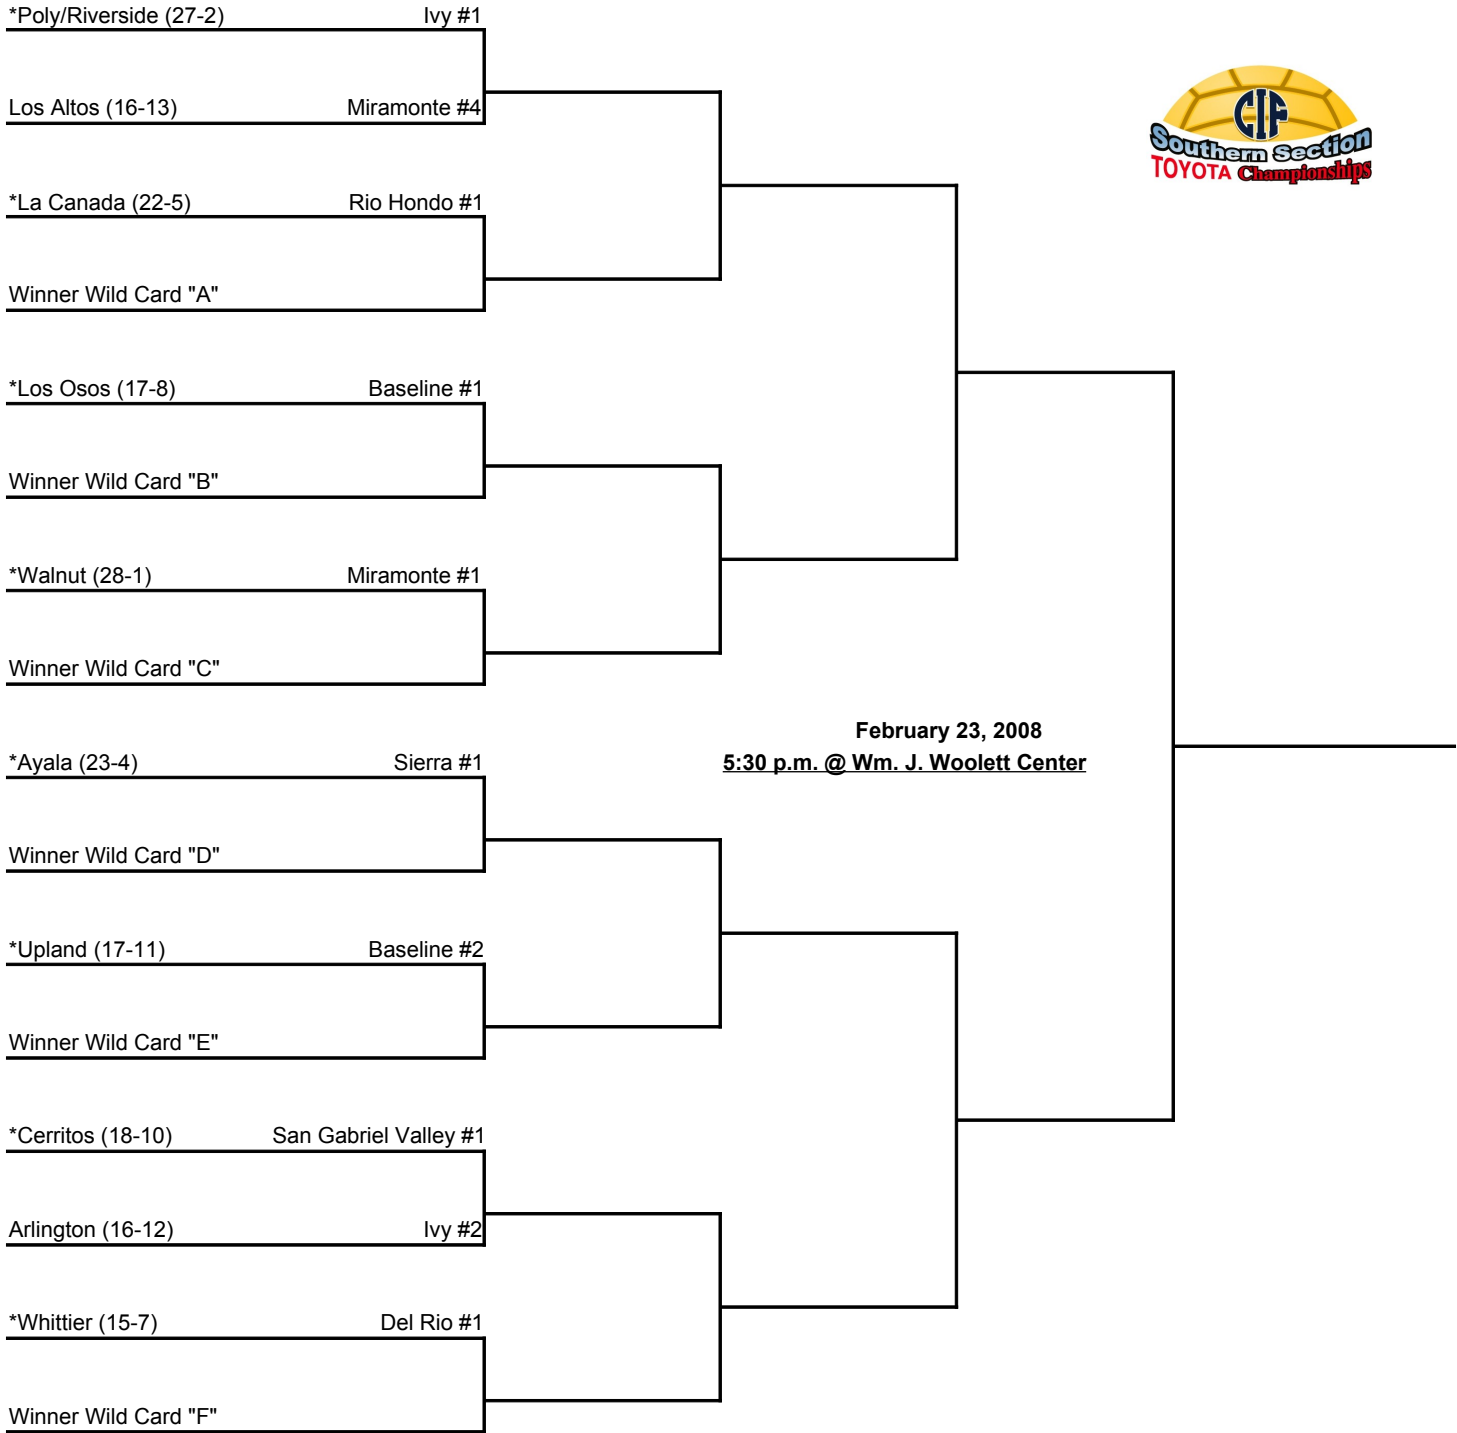 *Poly/Riverside (27-2) Ivy #1
Los Altos (16-13) Miramonte #4
CIF
Southern Section
TOYOTA Championships
*La Canada (22-5) Rio Hondo #1
Winner Wild Card "A"
*Los Osos (17-8) Baseline #1
Winner Wild Card "B"
*Walnut (28-1) Miramonte #1
Winner Wild Card "C"
February 23, 2008
*Ayala (23-4) Sierra #1
5:30 p.m. @ Wm. J. Woolett Center
Winner Wild Card "D"
*Upland (17-11) Baseline #2
Winner Wild Card "E"
*Cerritos (18-10) San Gabriel Valley #1
Arlington (16-12) Ivy #2
*Whittier (15-7) Del Rio #1
Winner Wild Card "F"